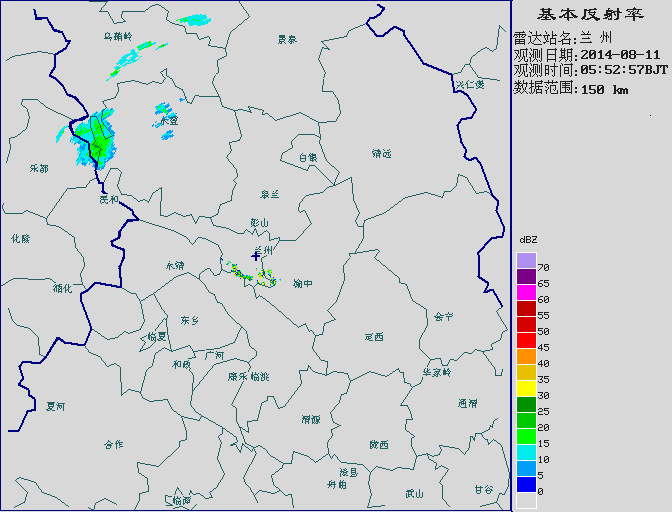 基本反射率
雷达站名:兰 州
观测日期:2014-08-11
观测时间:05:52:57BJT
数据范围:150 km
乌鞘岭
景泰
兴仁堡
永登
白银
靖远
乐都
民和
皋兰
彭山
化隆
兰州
永靖
榆中
循化
东乡
会宁
临夏
定西
广河
和政
康乐
临洮
华家岭
夏河
渭源
通渭
合作
陇西
漳县
岷县
武山
甘谷
临潭
dBZ
70
65
60
55
50
45
40
35
30
25
20
15
10
5
0